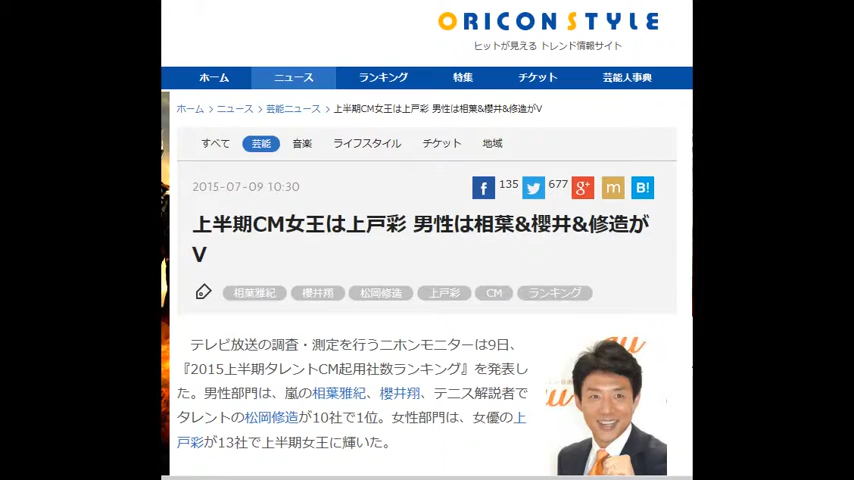 ORICON STYLE
ヒットが見える トレンド情報サイト
ホーム ニュース ランキング 特集 チケット 芸能人事典
ホーム > ニュース > 芸能ニュース > 上半期CM女王は上戸彩 男性は相葉&櫻井&修造がV
すべて 芸能 音楽 ライフスタイル チケット 地域
2015-07-09 10:30
f 135 677 g+ m B!
上半期CM女王は上戸彩 男性は相葉&櫻井&修造が
V
相葉雅紀 櫻井翔 松岡修造 上戸彩 CM ランキング
テレビ放送の調査・測定を行うニホンモニターは9日、
『2015上半期タレントCM起用社数ランキング』を発表し
た。男性部門は、嵐の相葉雅紀、櫻井翔、テニス解説者で
タレントの松岡修造が10社で1位。女性部門は、女優の上
戸彩が13社で上半期女王に輝いた。